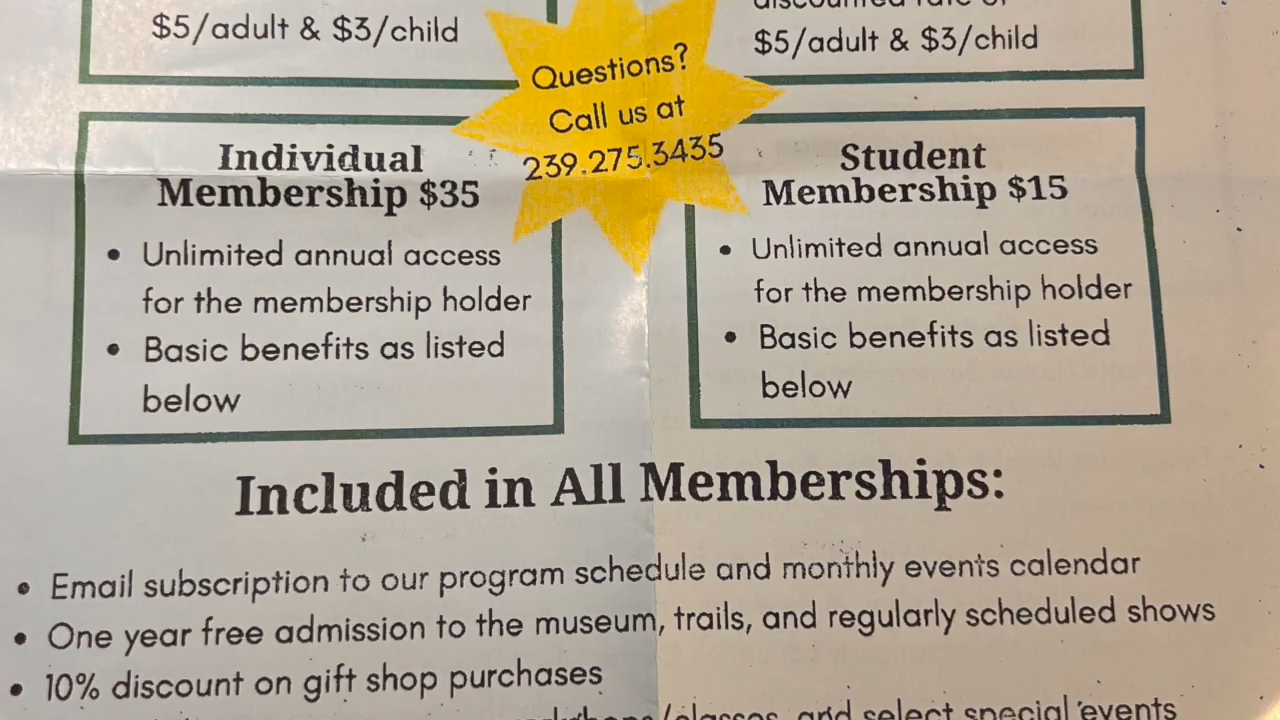 $5/adult & $3/child
$5/adult & $3/child
Questions?
Call us at
239.275.3435
Individual
Membership $35
• Unlimited annual access
for the membership holder
• Basic benefits as listed
below
Student
Membership $15
• Unlimited annual access
for the membership holder
• Basic benefits as listed
below
Included in All Memberships:
• Email subscription to our program schedule and monthly events calendar
• One year free admission to the museum, trails, and regularly scheduled shows
• 10% discount on gift shop purchases
and select special events